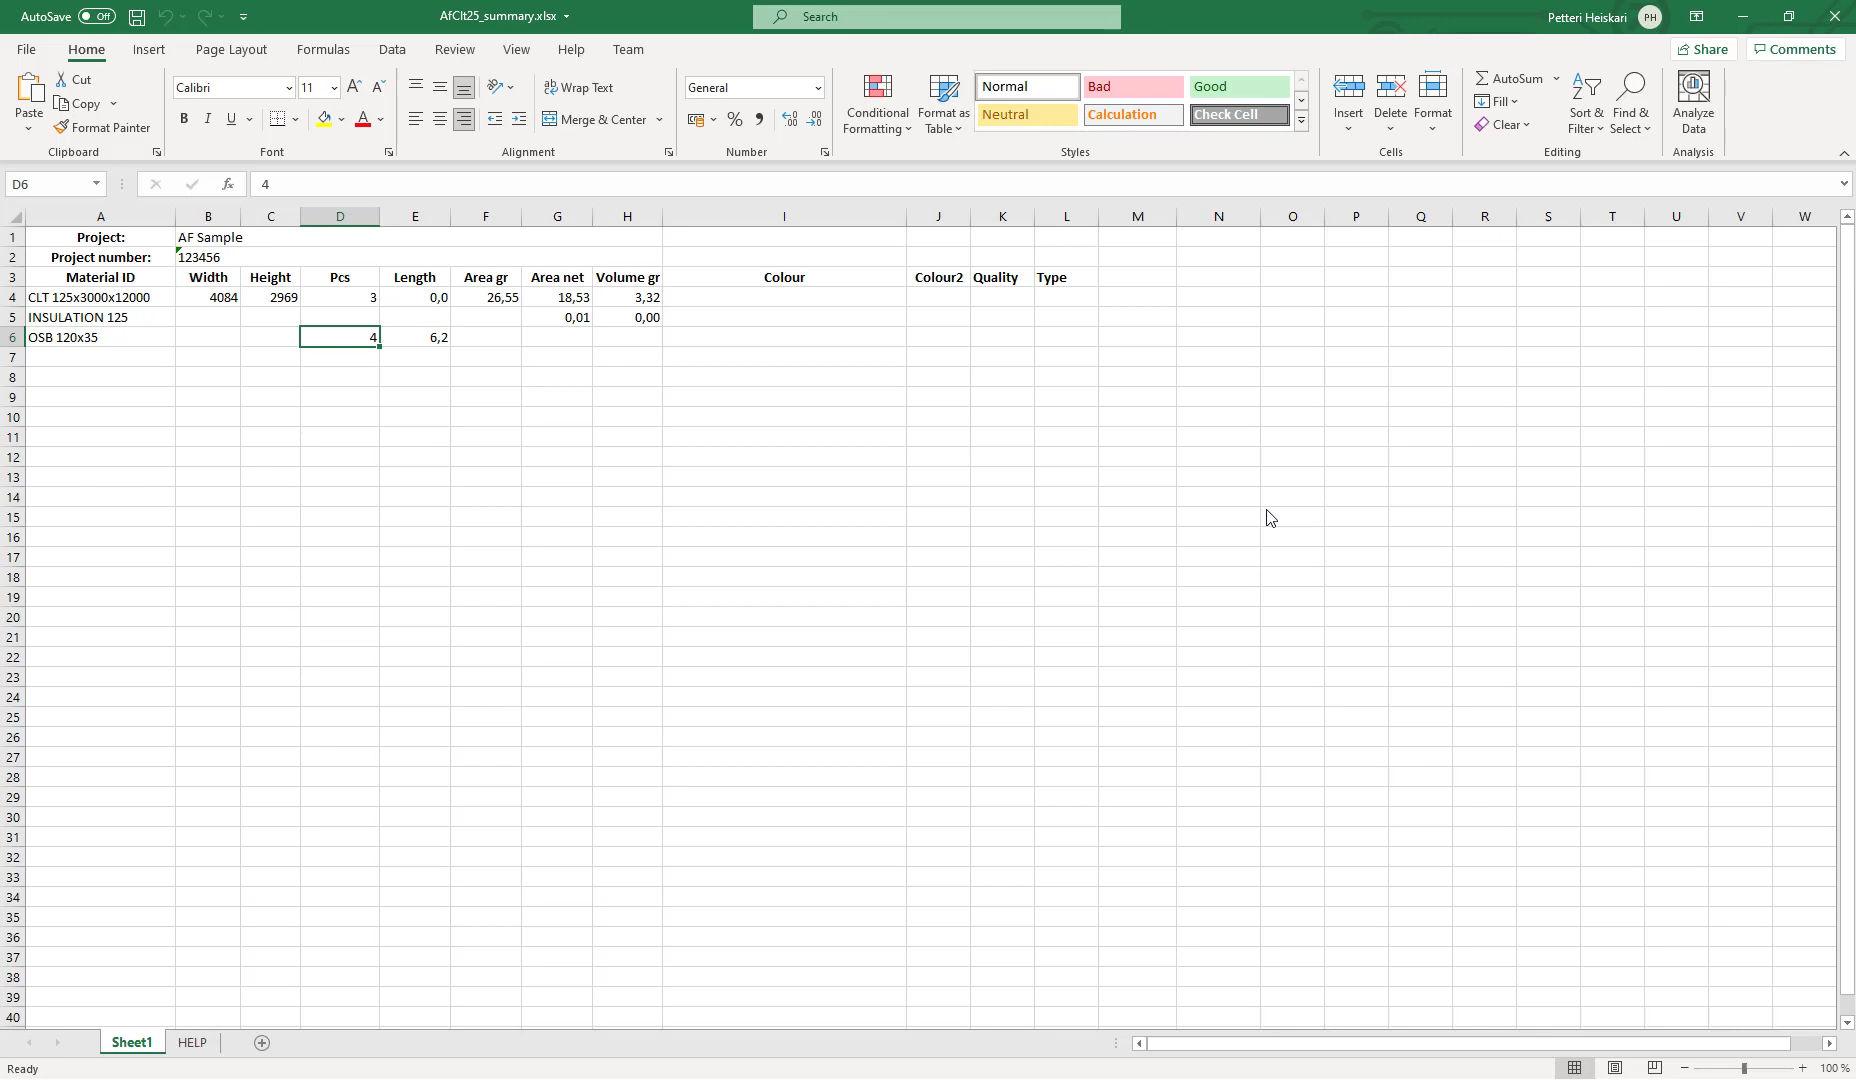 AutoSave Off AfClt25_summary.xlsx Search Petteri Heiskari PH
File Home Insert Page Layout Formulas Data Review View Help Team Share Comments
Paste Cut Copy Format Painter Clipboard
Calibri 11 A A B I U A Font
ab Wrap Text Merge & Center Alignment
General % 9 .00 Number
Conditional Formatting Format as Table Normal Bad Good Neutral Calculation Check Cell Styles
Insert Delete Format Cells
AutoSum Fill Clear Sort & Filter Find & Select Editing
Analyze Data Analysis
D6 fx 4
A B C D E F G H I J K L M N O P Q R S T U V W
1 Project: AF Sample
2 Project number: 123456
3 Material ID Width Height Pcs Length Area gr Area net Volume gr Colour Colour2 Quality Type
4 CLT 125x3000x12000 4084 2969 3 0,0 26,55 18,53 3,32
5 INSULATION 125 0,01 0,00
6 OSB 120x35 4 6,2
7
8
9
10
11
12
13
14
15
16
17
18
19
20
21
22
23
24
25
26
27
28
29
30
31
32
33
34
35
36
37
38
39
40
Sheet1 HELP
Ready 100 %